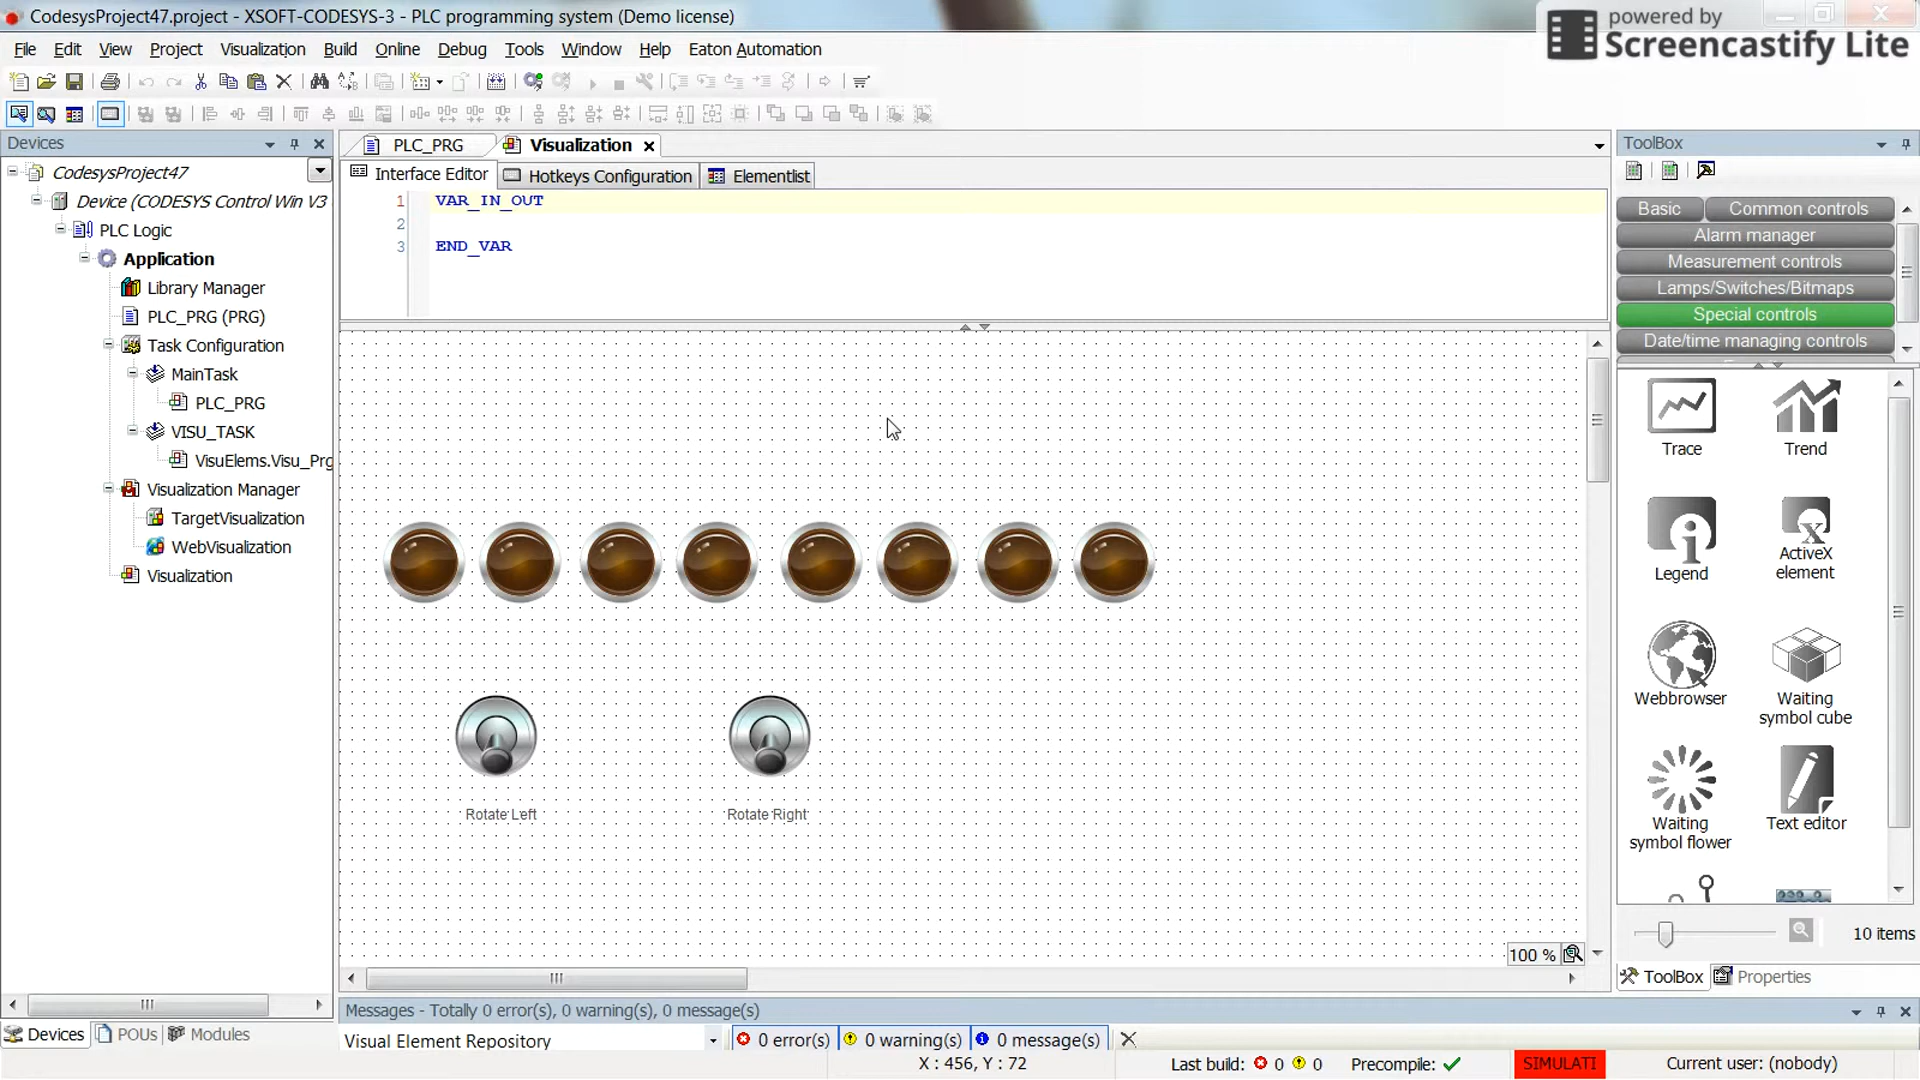 CodesysProject47.project - XSOFT-CODESYS-3 - PLC programming system (Demo license)
powered by
Screencastify Lite
File Edit View Project Visualization Build Online Debug Tools Window Help Eaton Automation
Devices
PLC_PRG
Visualization
ToolBox
CodesysProject47
Device (CODESYS Control Win V3
PLC Logic
Application
Library Manager
PLC_PRG (PRG)
Task Configuration
MainTask
PLC_PRG
VISU_TASK
VisuElems.Visu_Prg
Visualization Manager
TargetVisualization
WebVisualization
Visualization
Interface Editor
Hotkeys Configuration
Elementlist
1 VAR_IN_OUT
2
3 END_VAR
Rotate Left
Rotate Right
100 %
Basic
Common controls
Alarm manager
Measurement controls
Lamps/Switches/Bitmaps
Special controls
Date/time managing controls
Trace
Trend
Legend
ActiveX
element
Webbrowser
Waiting
symbol cube
Waiting
symbol flower
Text editor
10 items
ToolBox
Properties
Devices
POUs
Modules
Messages - Totally 0 error(s), 0 warning(s), 0 message(s)
Visual Element Repository
0 error(s)
0 warning(s)
0 message(s)
X : 456, Y : 72
Last build: 0 0
Precompile:
SIMULATI
Current user: (nobody)